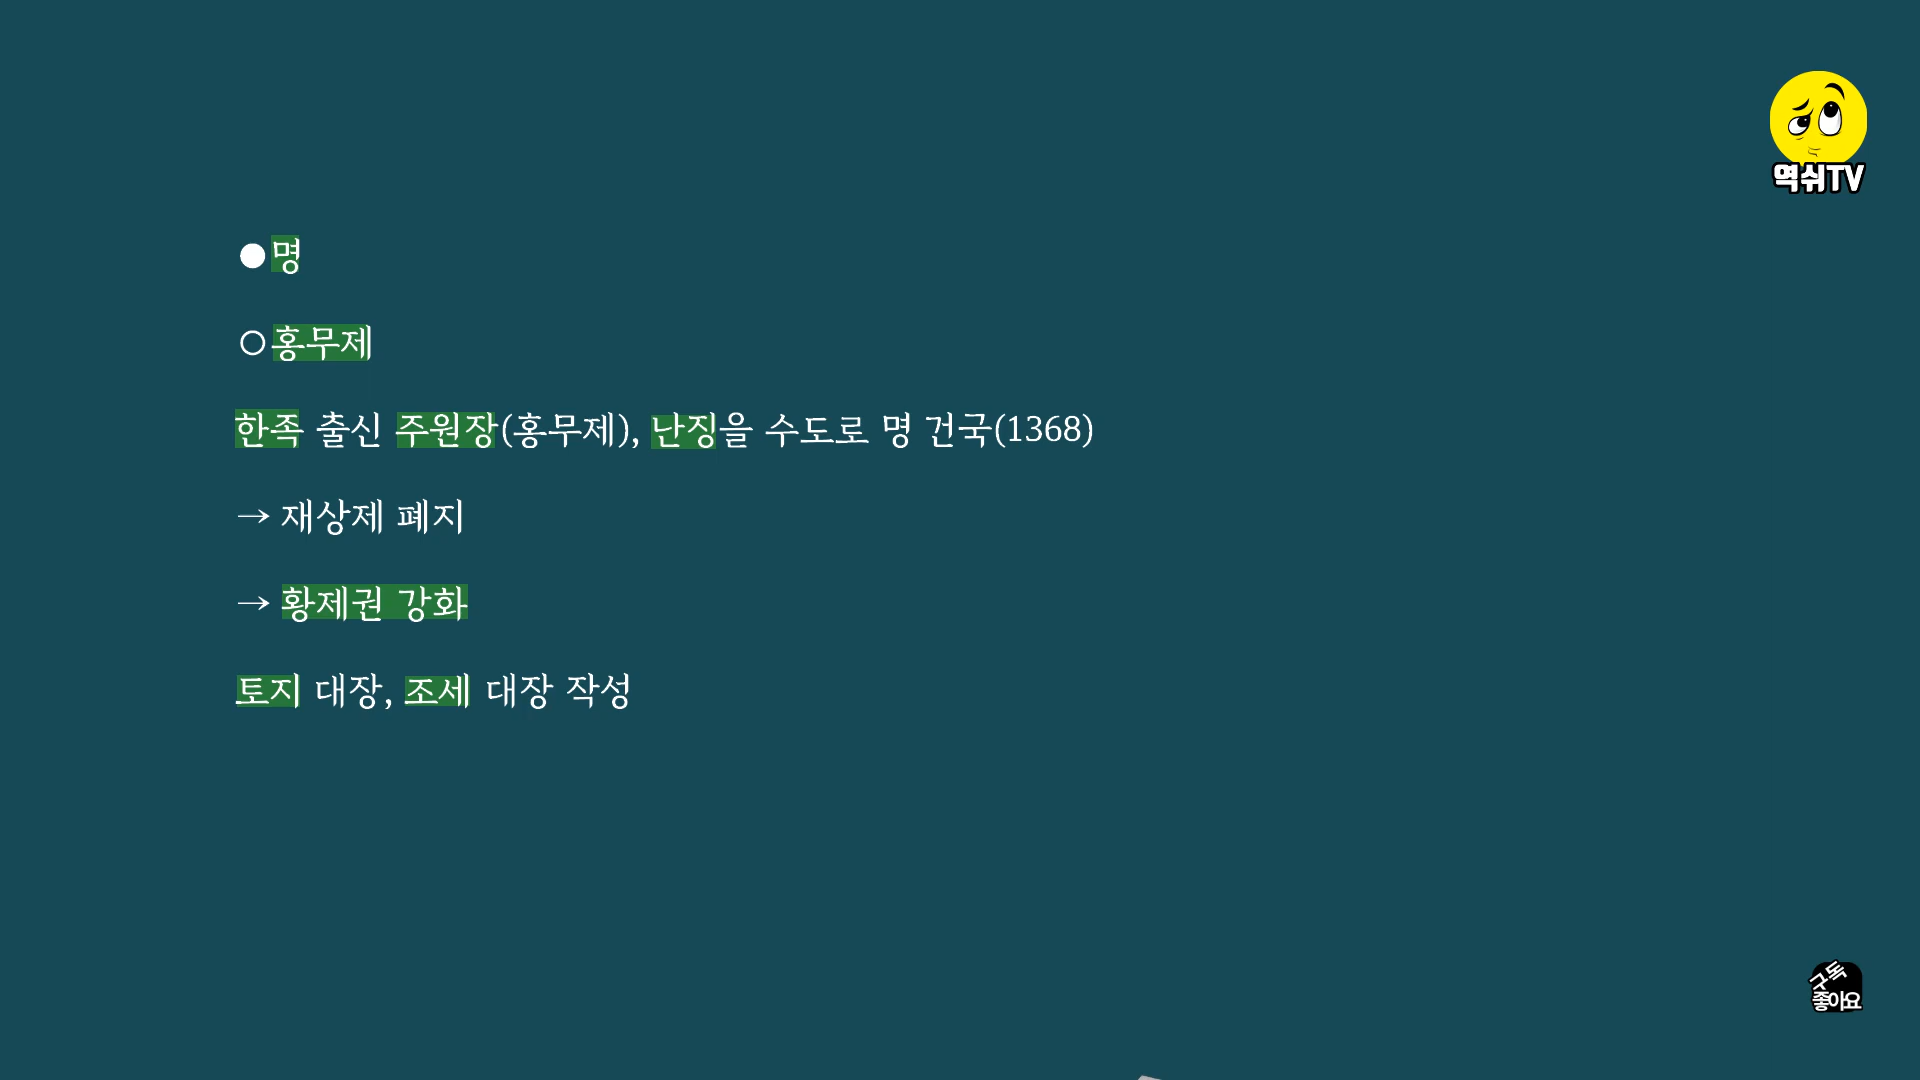 역쉬TV
●명
○홍무제
한족 출신 주원장(홍무제), 난징을 수도로 명 건국(1368)
→ 재상제 폐지
→ 황제권 강화
토지 대장, 조세 대장 작성
구독
좋아요